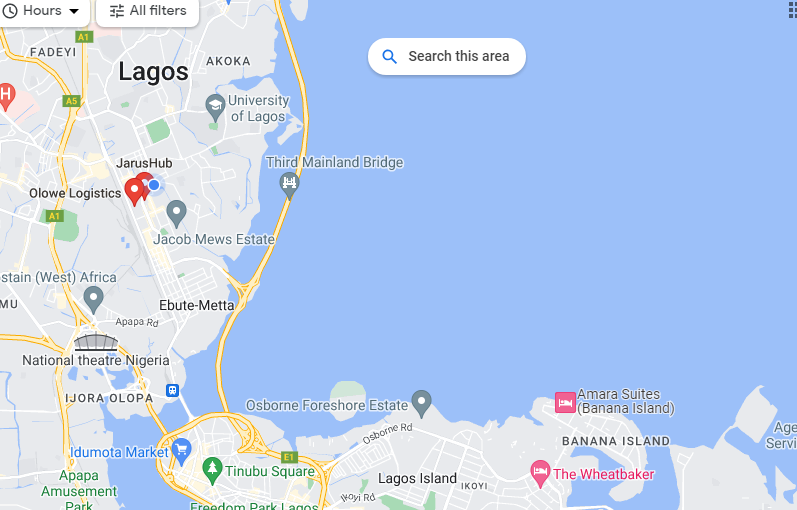 Hours
All filters
A1
FADEYI
AKOKA
Search this area
Lagos
H
A5
University
of Lagos
JarusHub
Third Mainland Bridge
Olowe Logistics
A1
Jacob Mews Estate
ostain (West) Africa
MU
Ebute-Metta
Apapa Rd
National theatre Nigeria
IJORA OLOPA
Osborne Foreshore Estate
Amara Suites
(Banana Island)
Osborne Rd
Age
Servi
BANANA ISLAND
Idumota Market
E1
Tinubu Square
Apapa
Amusement
Park
Lagos Island
IKOYI
The Wheatbaker
Ikoyi Rd
Freedom Park Lagos